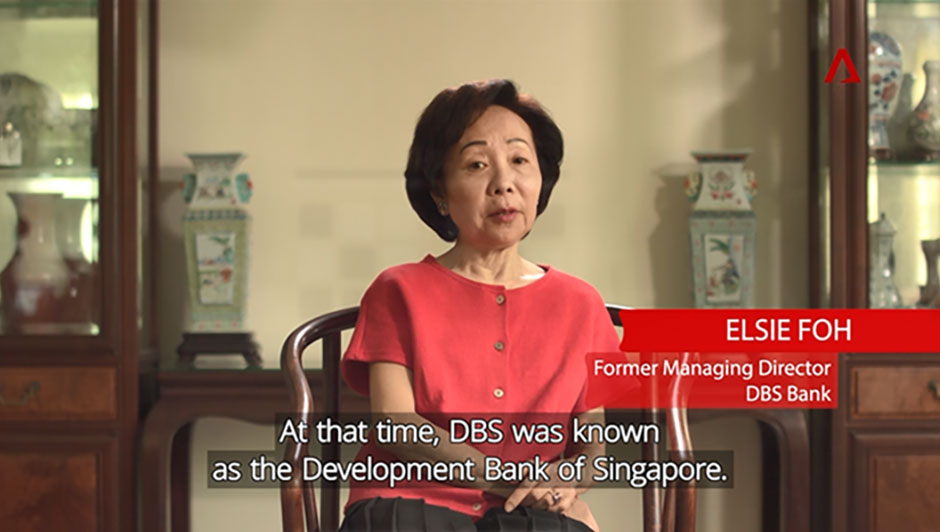 ELSIE FOH
Former Managing Director
DBS Bank
At that time, DBS was known
as the Development Bank of Singapore.